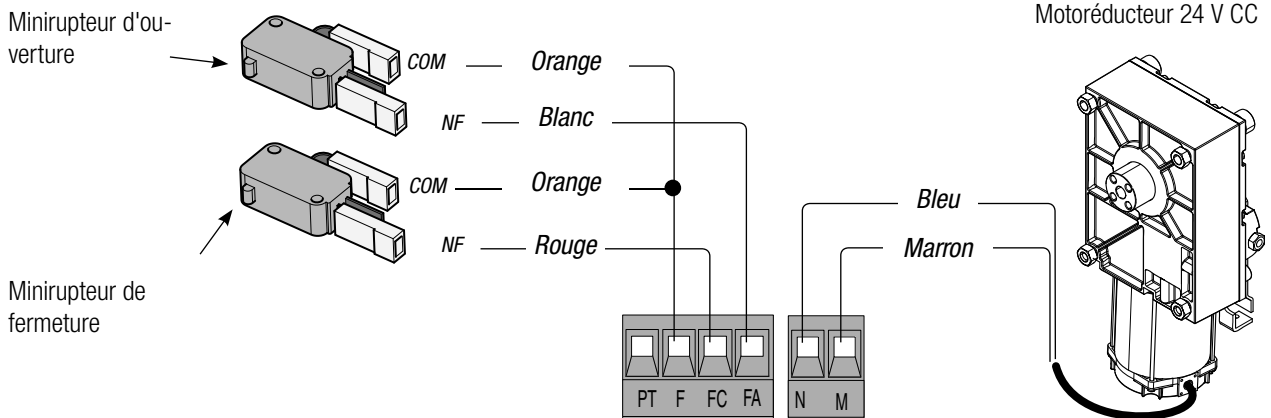 Minirupteur d'ou-
verture
Motoréducteur 24 V CC
COM
Orange
NF
Blanc
COM
Orange
NF
Rouge
Minirupteur de
fermeture
Bleu
Marron
PT F FC FA
N M